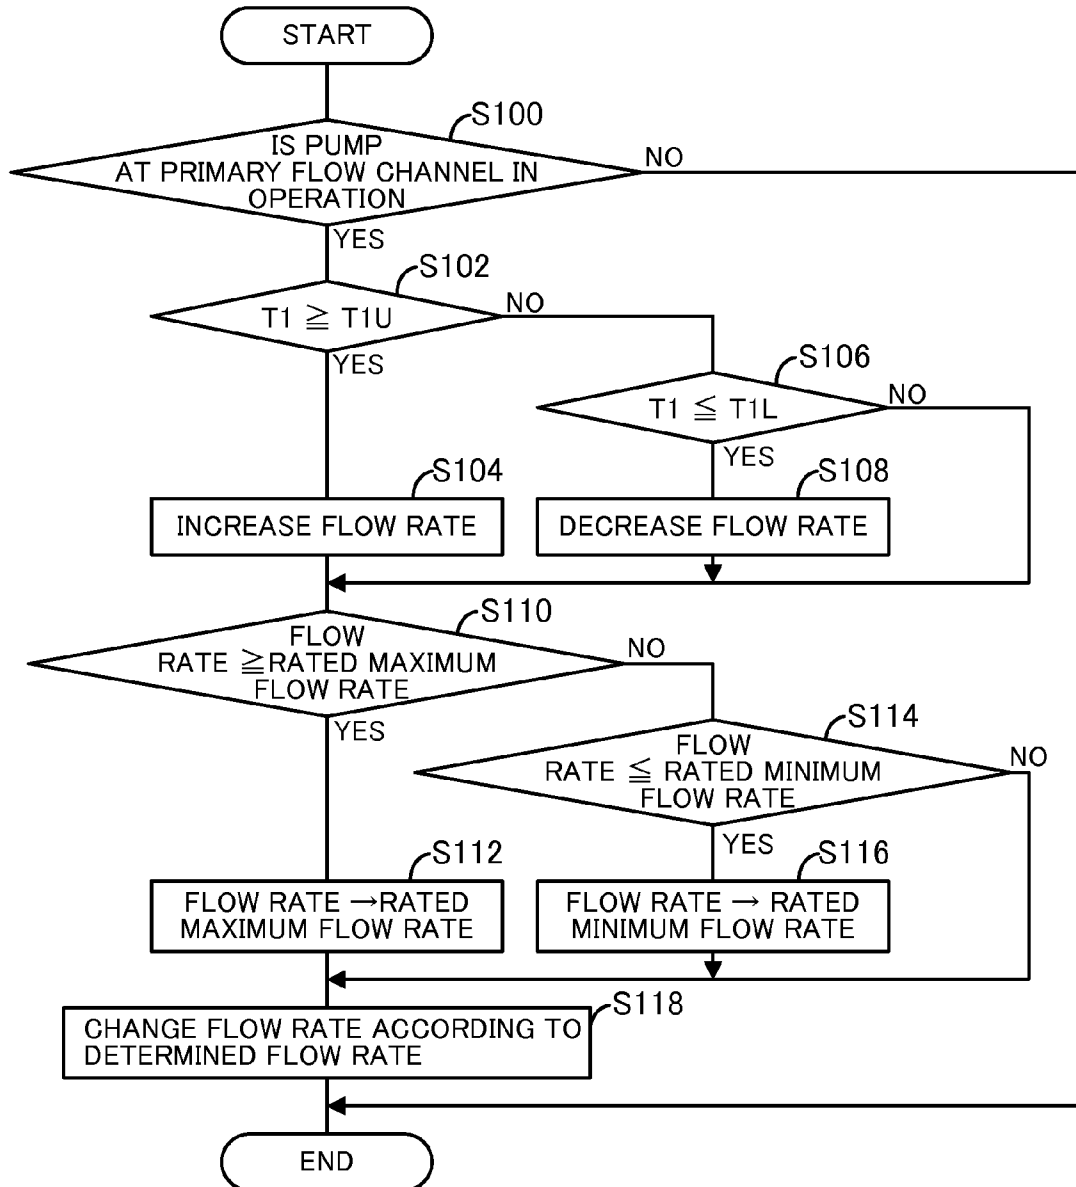 START
S100
IS PUMP
AT PRIMARY FLOW CHANNEL IN
OPERATION
NO
YES
S102
T1 ≧ T1U
NO
YES
S106
T1 ≦ T1L
NO
YES
S104
INCREASE FLOW RATE
S108
DECREASE FLOW RATE
S110
FLOW
RATE ≧RATED MAXIMUM
FLOW RATE
NO
YES
S114
FLOW
RATE ≦ RATED MINIMUM
FLOW RATE
NO
YES
S112
FLOW RATE →RATED
MAXIMUM FLOW RATE
S116
FLOW RATE → RATED
MINIMUM FLOW RATE
S118
CHANGE FLOW RATE ACCORDING TO
DETERMINED FLOW RATE
END